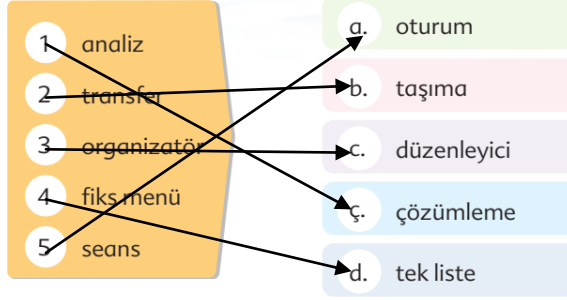 1 analiz
2 transfer
3 organizatör
4 fiks menü
5 seans
a. oturum
b. taşıma
c. düzenleyici
ç. çözümleme
d. tek liste